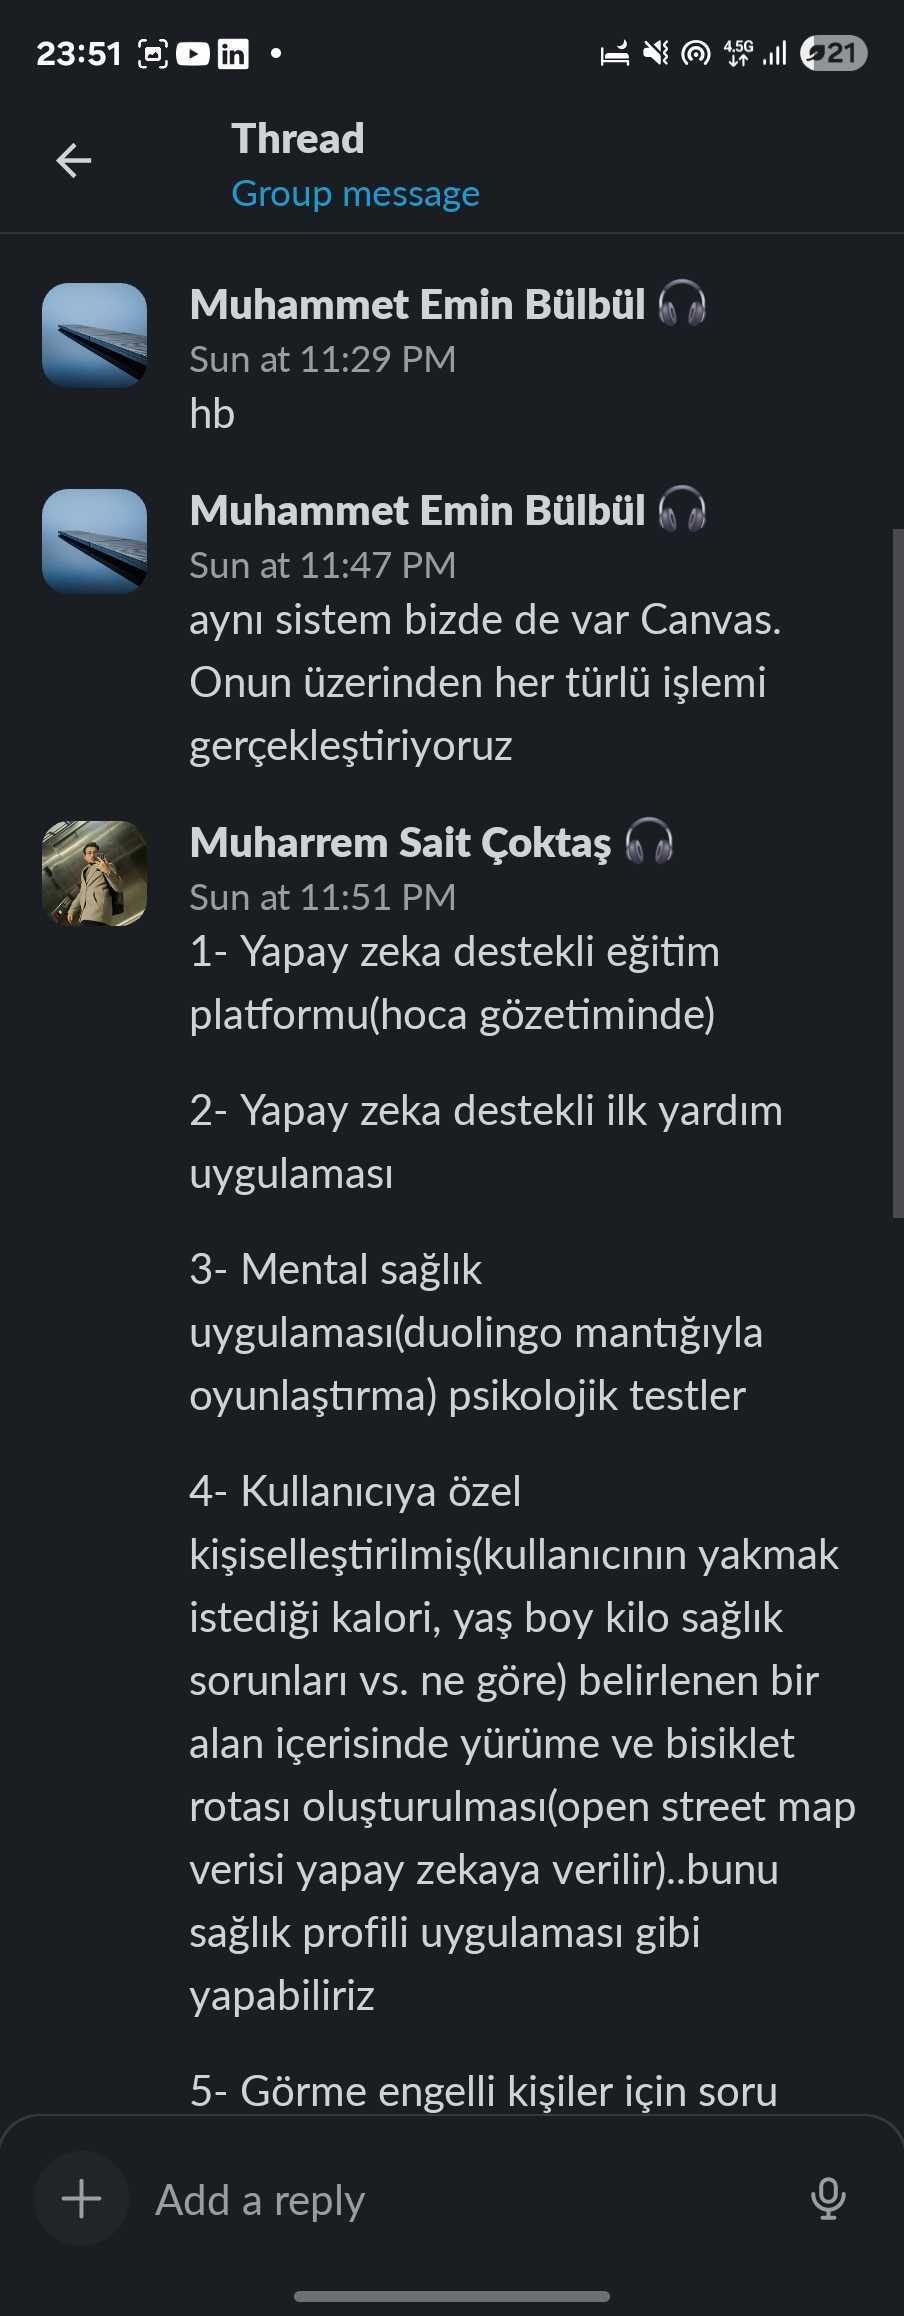 23:51
4.5G
21
Thread
Group message
Muhammet Emin Bülbül
Sun at 11:29 PM
hb
Muhammet Emin Bülbül
Sun at 11:47 PM
aynı sistem bizde de var Canvas.
Onun üzerinden her türlü işlemi
gerçekleştiriyoruz
Muharrem Sait Çoktaş
Sun at 11:51 PM
1- Yapay zeka destekli eğitim
platformu(hoca gözetiminde)
2- Yapay zeka destekli ilk yardım
uygulaması
3- Mental sağlık
uygulaması(duolingo mantığıyla
oyunlaştırma) psikolojik testler
4- Kullanıcıya özel
kişiselleştirilmiş(kullanıcının yakmak
istediği kalori, yaş boy kilo sağlık
sorunları vs. ne göre) belirlenen bir
alan içerisinde yürüme ve bisiklet
rotası oluşturulması(open street map
verisi yapay zekaya verilir)..bunu
sağlık profili uygulaması gibi
yapabiliriz
5- Görme engelli kişiler için soru
Add a reply